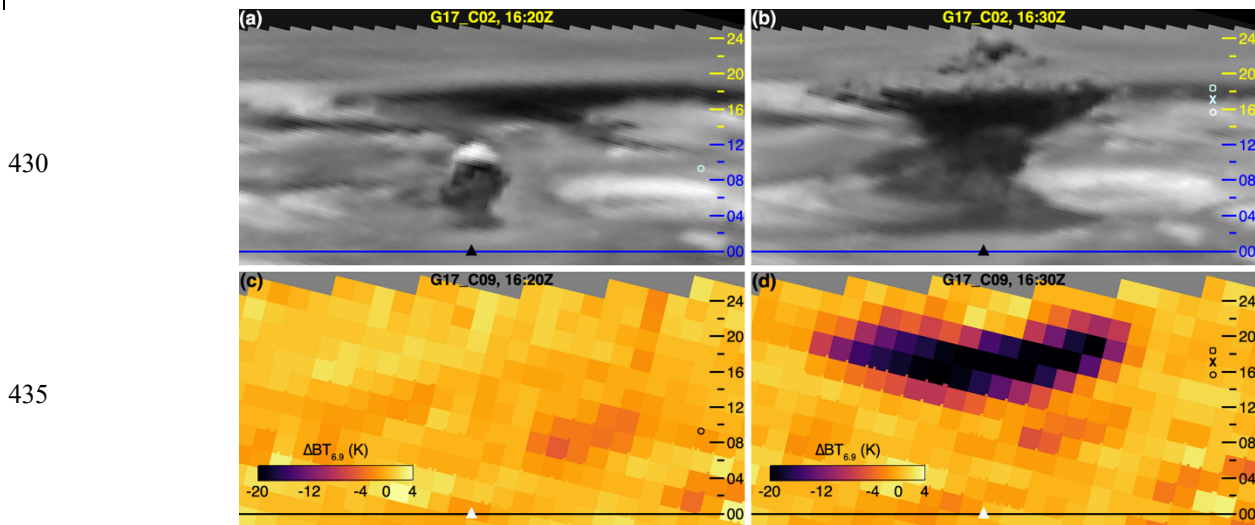 430
435
(a)
G17_C02, 16:20Z
24
20
16
12
08
04
00
(b)
G17_C02, 16:30Z
24
20
16
x
12
08
04
00
(c)
G17_C09, 16:20Z
24
20
16
12
08
04
00
ΔBT6.9 (K)
-20 -12 -4 0 4
(d)
G17_C09, 16:30Z
24
20
16
x
12
08
04
00
ΔBT6.9 (K)
-20 -12 -4 0 4